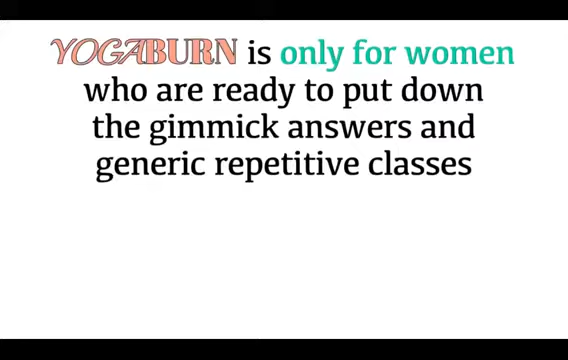 YOGABURN is only for women
who are ready to put down
the gimmick answers and
generic repetitive classes